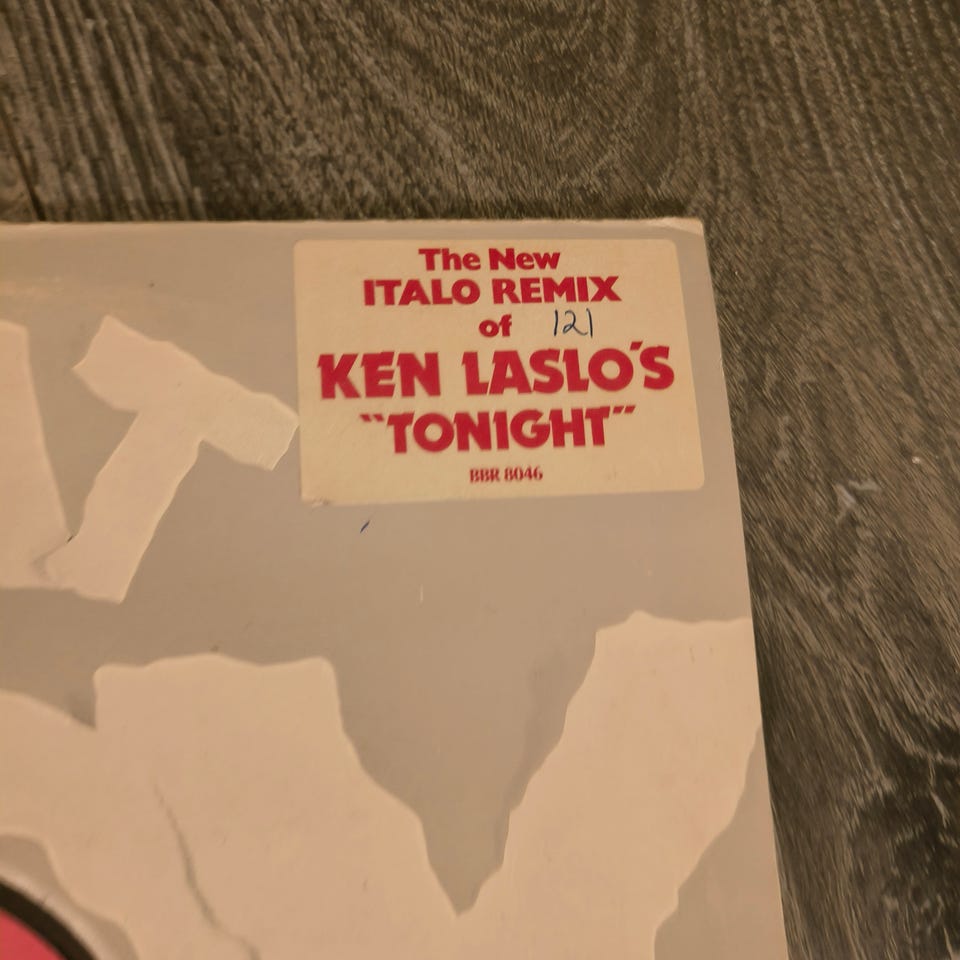 The New
ITALO REMIX
of 121
KEN LASLO'S
"TONIGHT"
BBR 8046
T